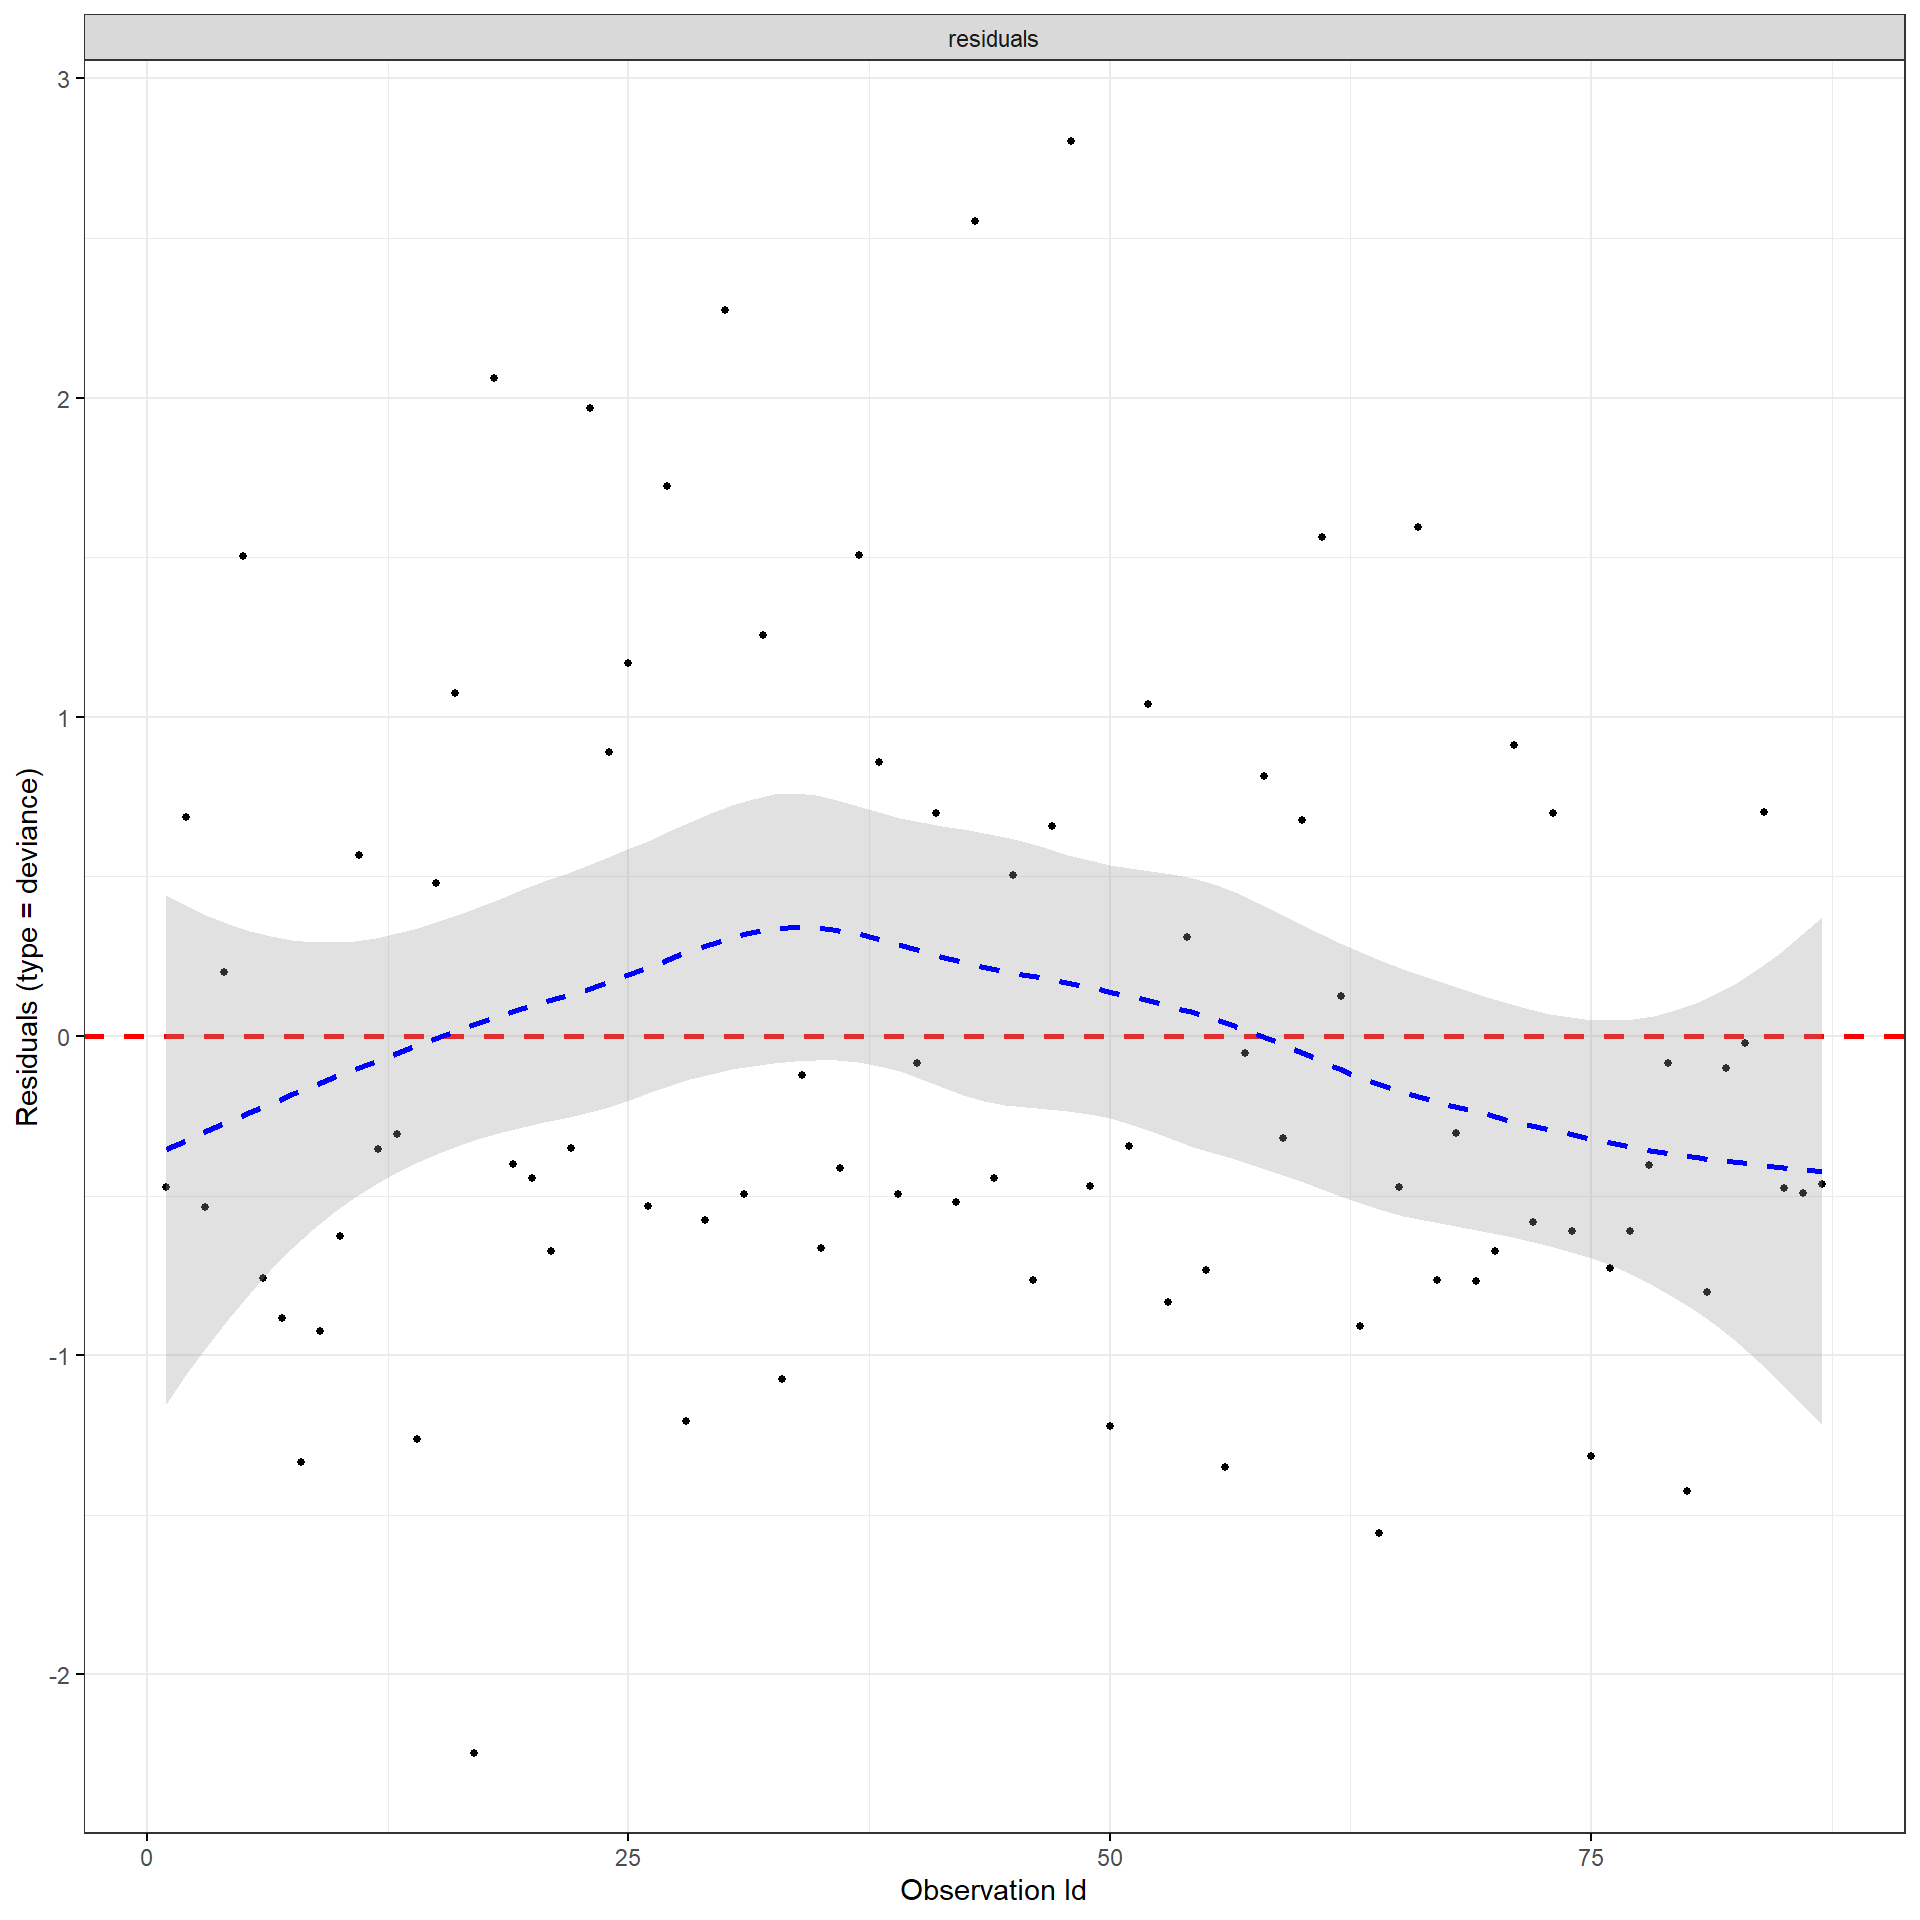 residuals
3
2
1
0
-1
-2
Residuals (type = deviance)
0 25 50 75
Observation Id